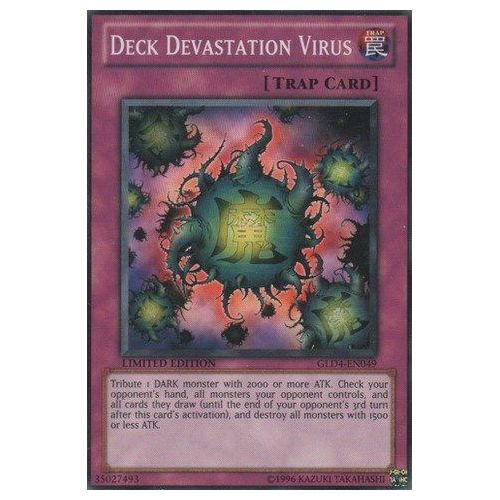 DECK DEVASTATION VIRUS
TRAP
罠
[TRAP CARD]
魔
LIMITED EDITION
GLD4-EN049
Tribute 1 DARK monster with 2000 or more ATK. Check your
opponent's hand, all monsters your opponent controls, and
all cards they draw (until the end of your opponent's 3rd turn
after this card's activation), and destroy all monsters with 1500
or less ATK.
35027493
©1996 KAZUKI TAKAHASHI